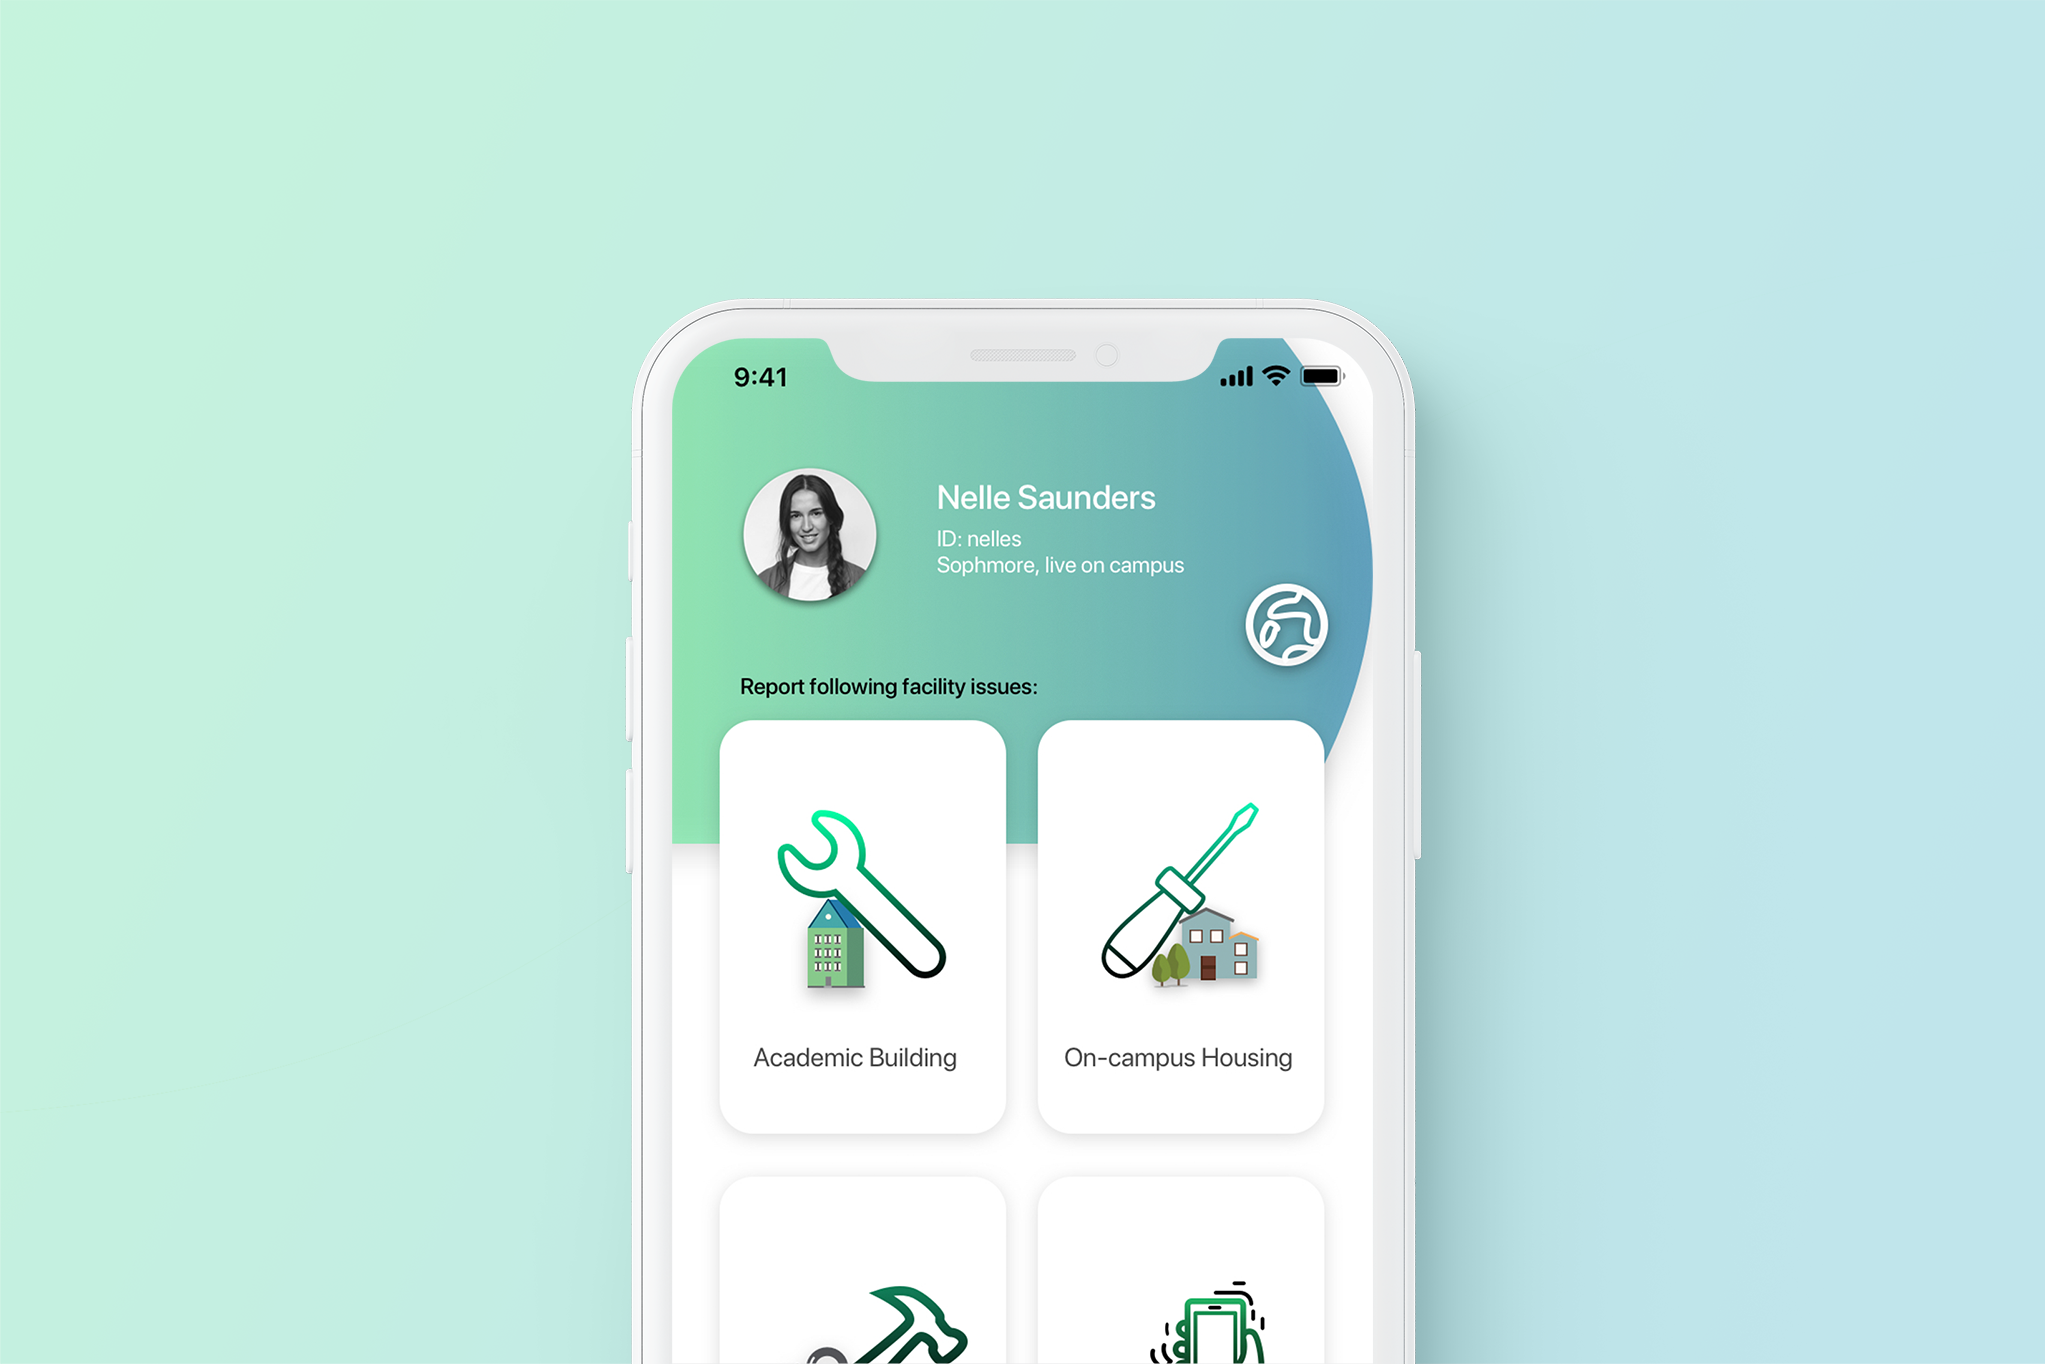 9:41
Nelle Saunders
ID: nelles
Sophmore, live on campus
Report following facility issues:
Academic Building
On-campus Housing